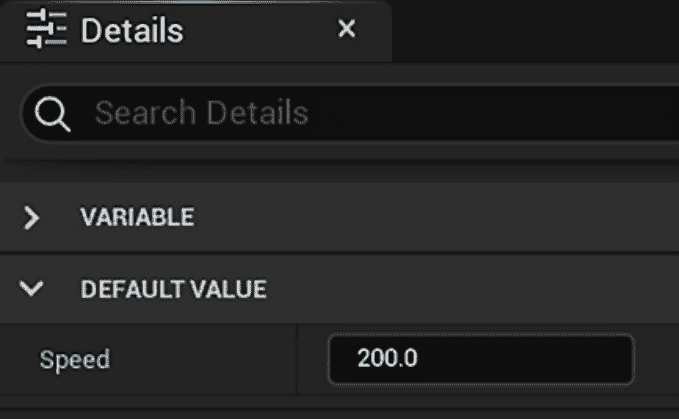 Details
Search Details
VARIABLE
DEFAULT VALUE
Speed 200.0